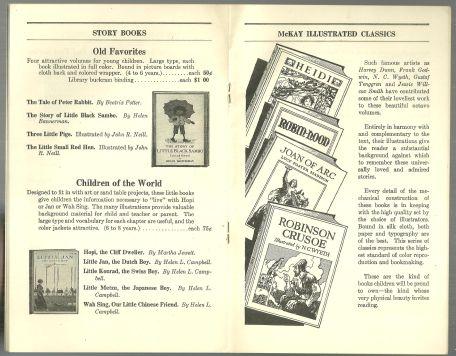 STORY BOOKS
Old Favorites
Four attractive volumes for young children. Large type, each
book illustrated in full color. Bound in picture boards with
cloth back and colored wrapper. (4 to 6 years.) ........each 50¢
Library buckram binding ........each $1 00
The Tale of Peter Rabbit. By Beatrix Potter.
The Story of Little Black Sambo. By Helen
Bannerman.
Three Little Pigs. Illustrated by John R. Neill.
The Little Small Red Hen. Illustrated by John
R. Neill.
THE STORY OF
LITTLE BLACK SAMBO
Children of the World
Designed to fit in with art or sand table projects, these little books
give children the information necessary to "live" with Hopi
or Jan or Wah Sing. The many illustrations provide valuable
background material for child and teacher or parent. The
large type and vocabulary for each chapter are useful, and the
color jackets attractive. (6 to 8 years.) ........each 75¢
LITTLE JAN
Hopi, the Cliff Dweller. By Martha Jewett.
Little Jan, the Dutch Boy. By Helen L. Campbell.
Little Konrad, the Swiss Boy. By Helen L. Camp-
bell.
Little Metzu, the Japanese Boy. By Helen L.
Campbell.
Wah Sing, Our Little Chinese Friend. By Helen L.
Campbell.
McKAY ILLUSTRATED CLASSICS
HEIDI
ROBIN HOOD
JOAN OF ARC
ROBINSON
CRUSOE
Illustrated by N C WYETH
Such famous artists as
Harvey Dunn, Frank God-
win, N. C. Wyeth, Gustaf
Tenggren and Jessie Will-
cox Smith have contributed
some of their loveliest work
to these beautiful octavo
volumes.
Entirely in harmony with
and complementary to the
text, their illustrations give
the reader a substantial
background against which
to remember these univer-
sally loved and admired
stories.
Every detail of the me-
chanical construction of
these books is in keeping
with the high quality set by
the choice of illustrators.
Bound in silk cloth, both
paper and typography are
of the best. This series of
classics represents the high-
est standard of color repro-
duction and bookmaking.
These are the kind of
books children will be proud
to own—the kind whose
very physical beauty invites
reading.